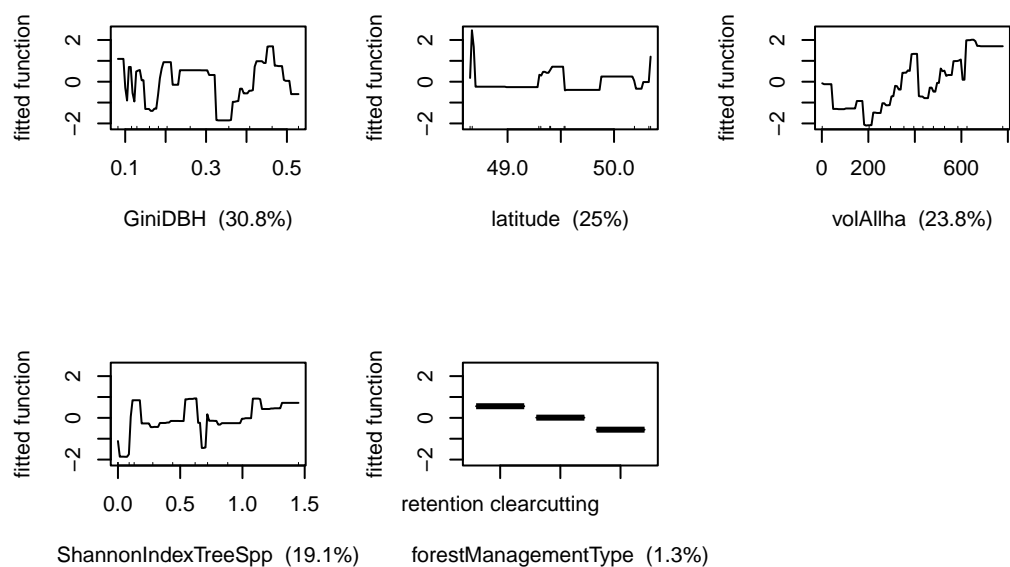 fitted function
−2
0
2
0.1 0.3 0.5
GiniDBH (30.8%)
fitted function
−2
0
2
49.0 50.0
latitude (25%)
fitted function
−2
0
2
0 200 600
volAllha (23.8%)
fitted function
−2
0
2
0.0 0.5 1.0 1.5
ShannonIndexTreeSpp (19.1%)
fitted function
−2
0
2
retention clearcutting
forestManagementType (1.3%)